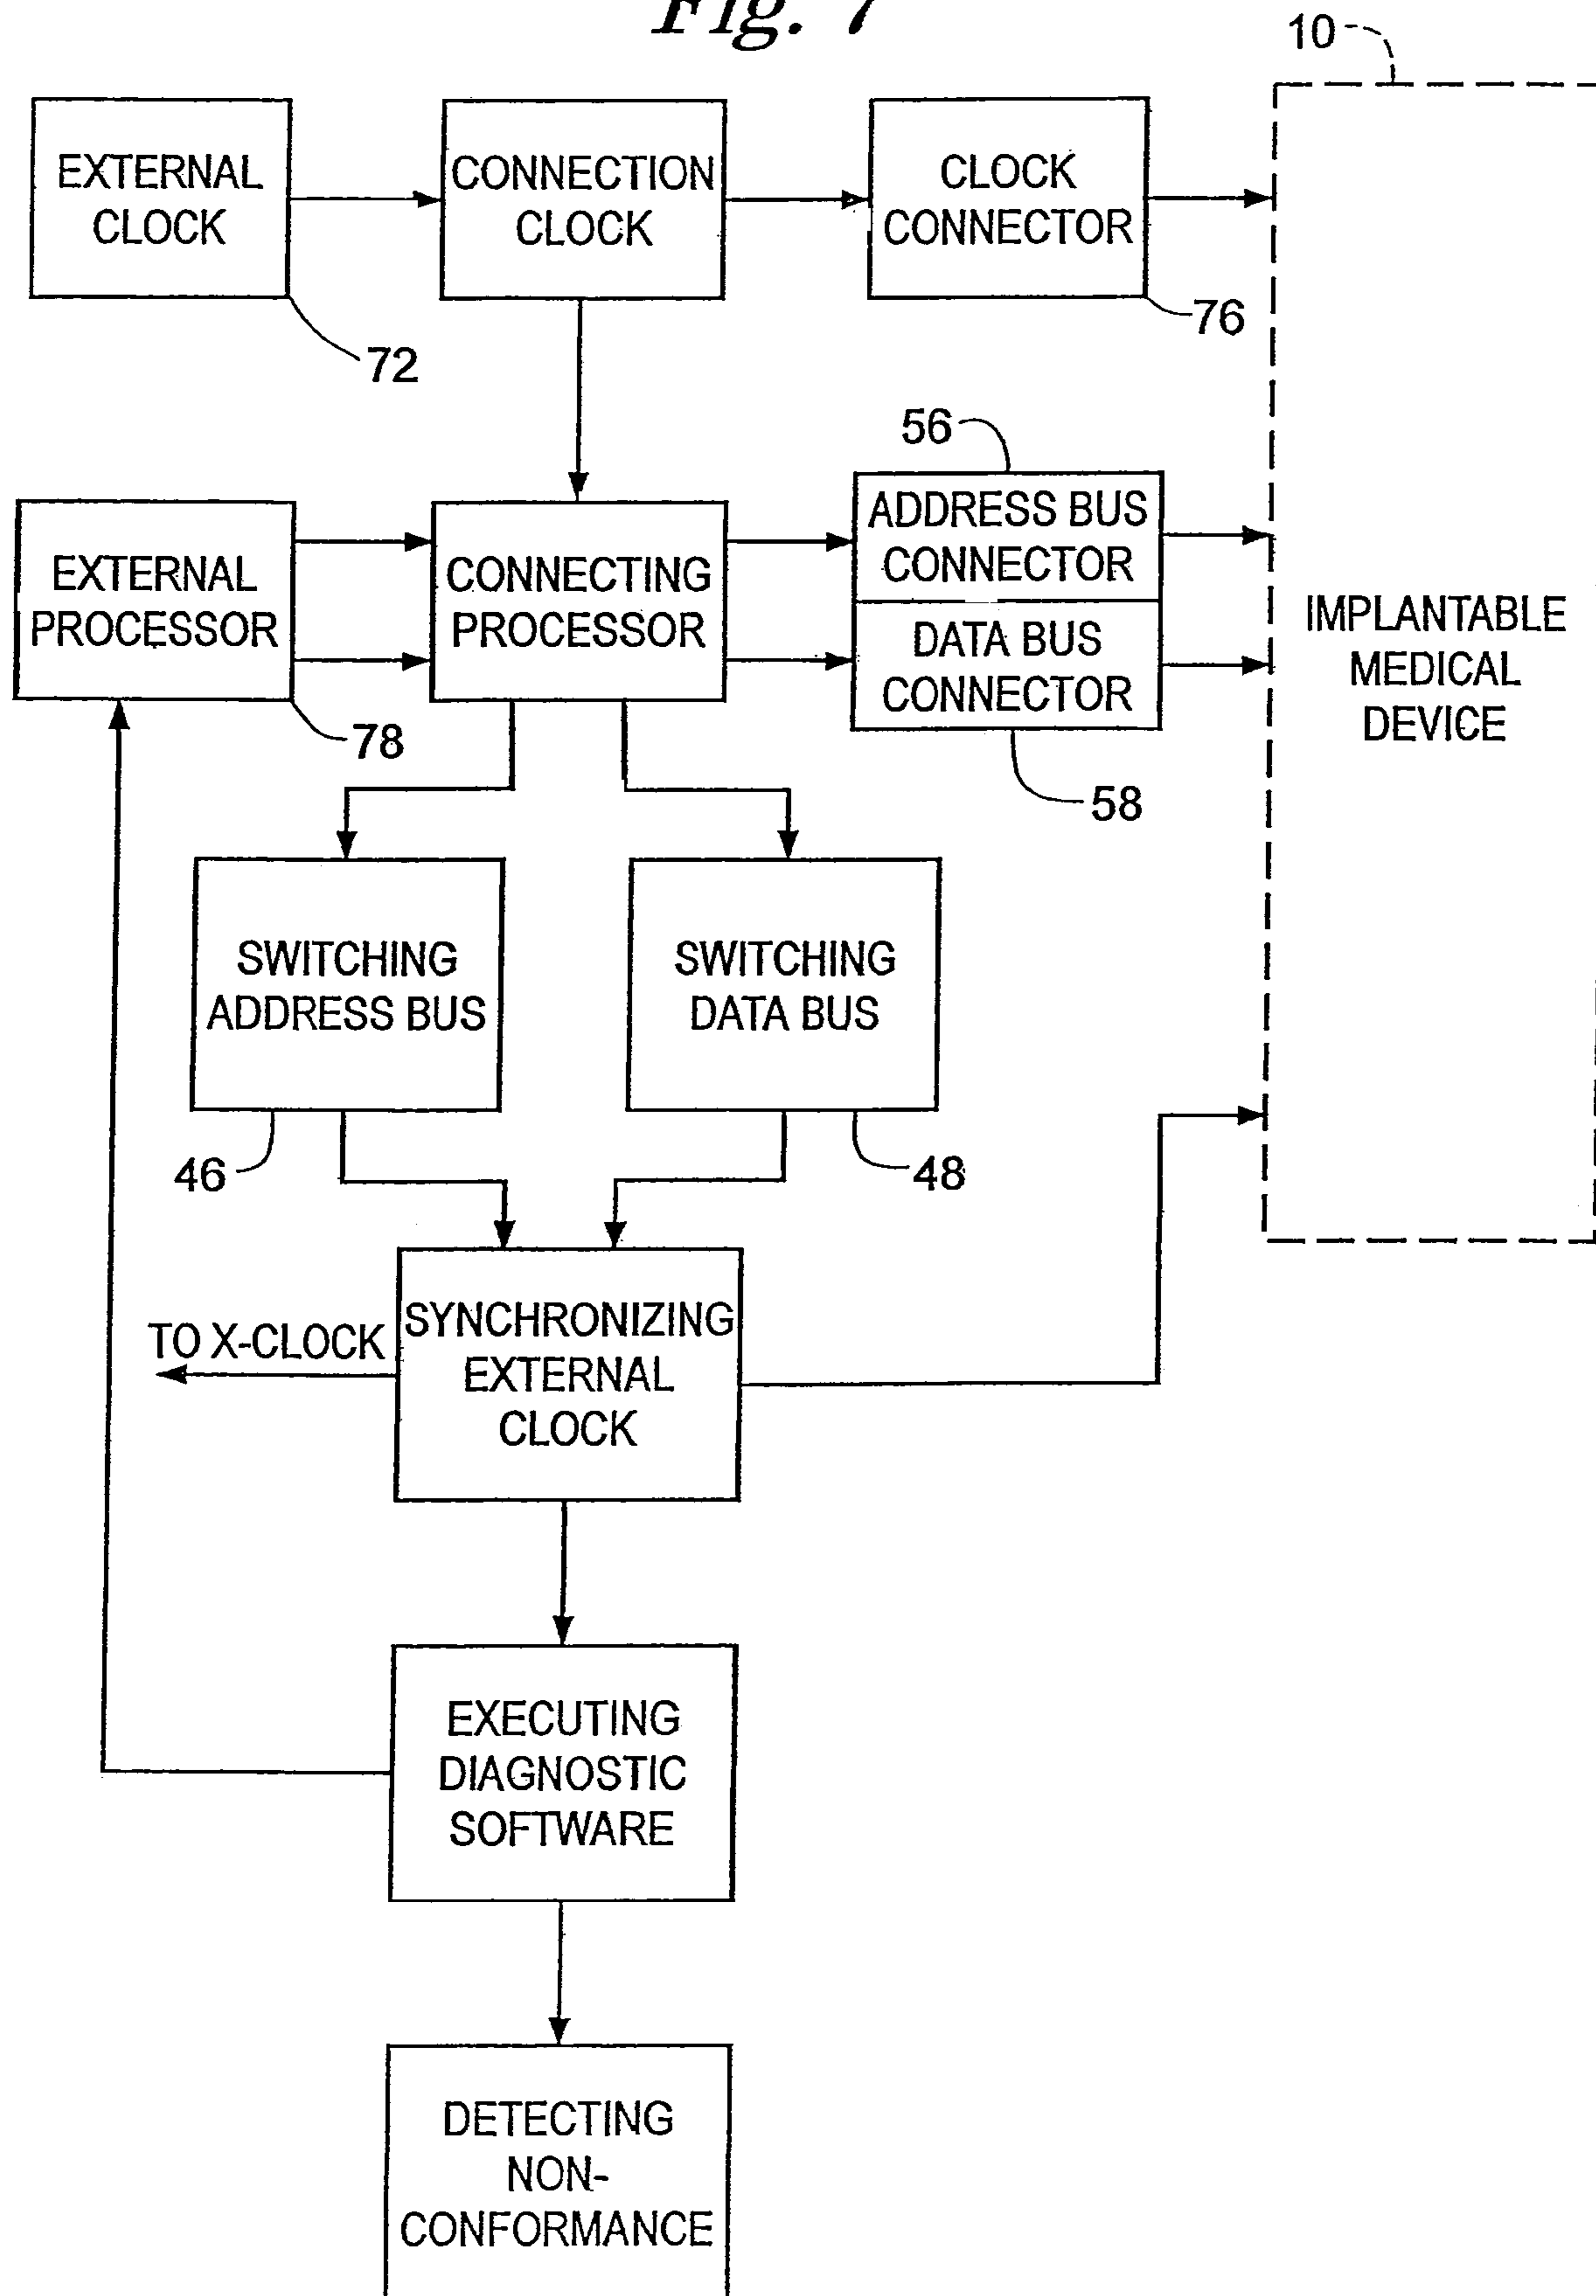 Fig. 7
10
EXTERNAL
CLOCK
CONNECTION
CLOCK
CLOCK
CONNECTOR
72
76
56
EXTERNAL
PROCESSOR
CONNECTING
PROCESSOR
ADDRESS BUS
CONNECTOR
DATA BUS
CONNECTOR
IMPLANTABLE
MEDICAL
DEVICE
78
58
SWITCHING
ADDRESS BUS
SWITCHING
DATA BUS
46
48
TO X-CLOCK
SYNCHRONIZING
EXTERNAL
CLOCK
EXECUTING
DIAGNOSTIC
SOFTWARE
DETECTING
NON-
CONFORMANCE